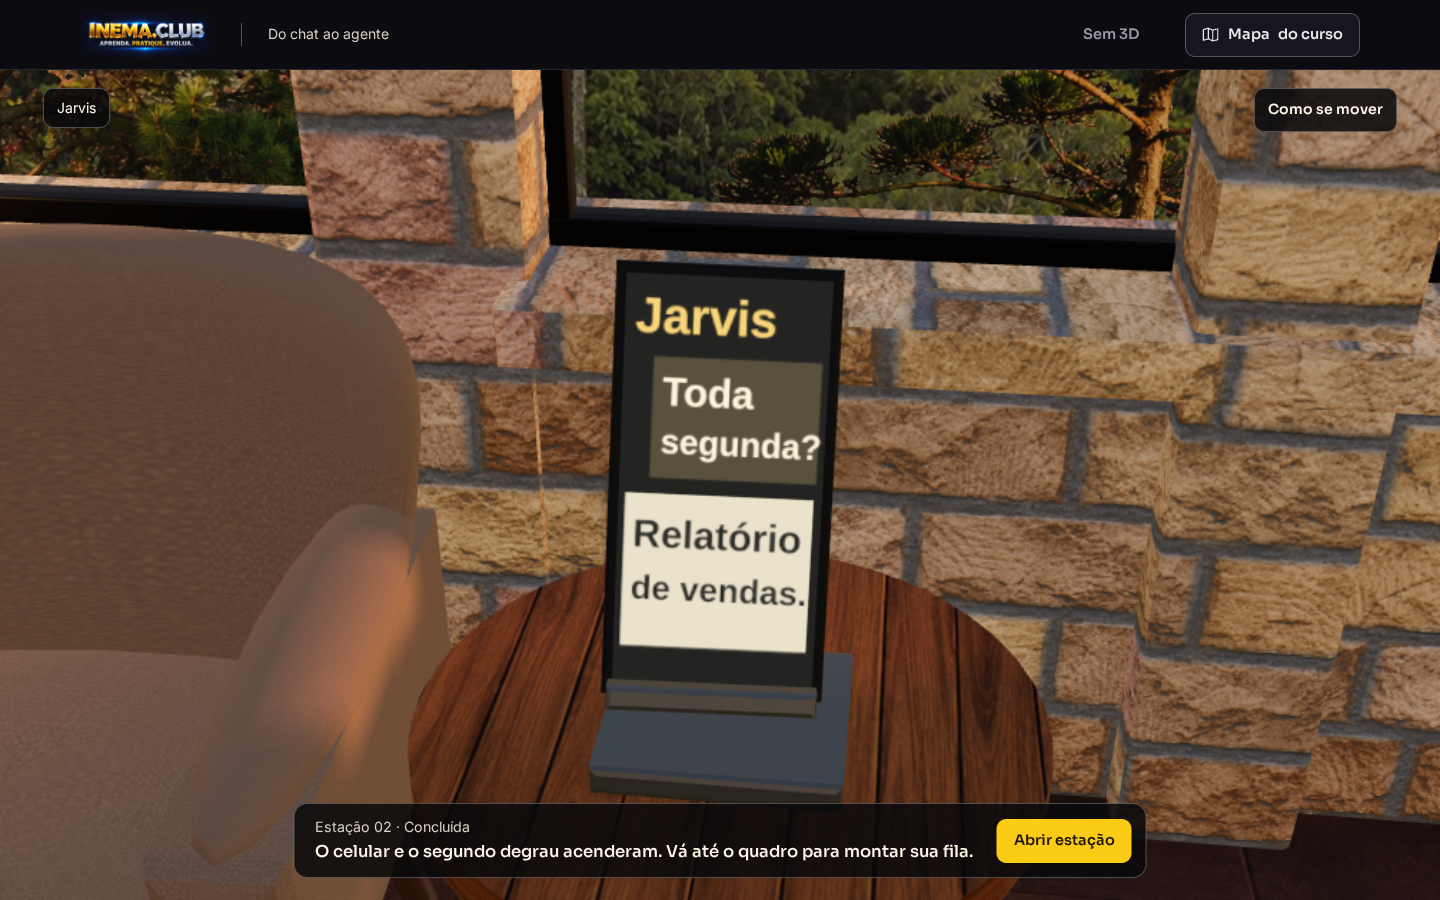 INEMA.CLUB
APRENDA. PRATIQUE. EVOLUA.
Do chat ao agente
Sem 3D
Mapa do curso
Jarvis
Como se mover
Jarvis
Toda
segunda?
Relatório
de vendas.
Estação 02 · Concluída
O celular e o segundo degrau acenderam. Vá até o quadro para montar sua fila.
Abrir estação